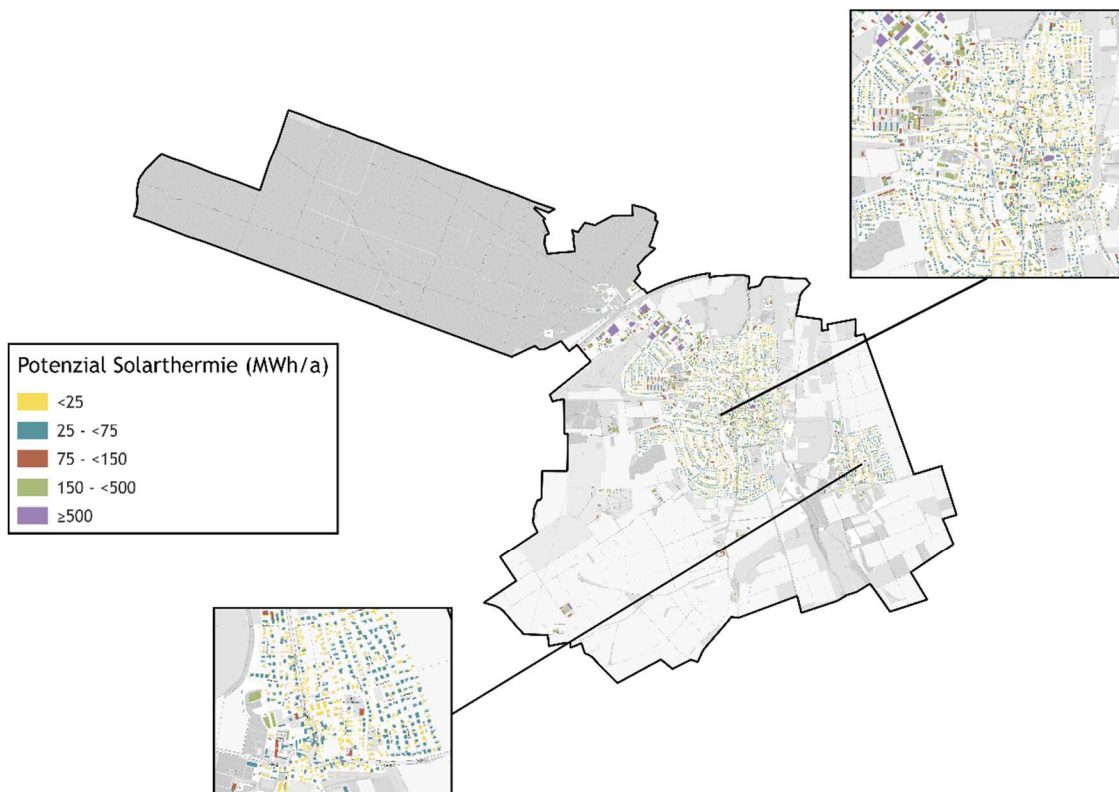 Potenzial Solarthermie (MWh/a)
<25
25 - <75
75 - <150
150 - <500
≥500